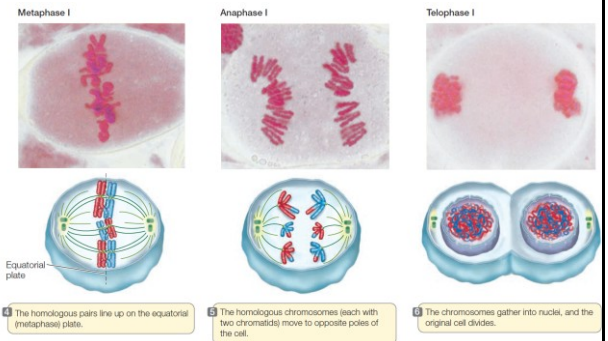 Metaphase I
Anaphase I
Telophase I
Equatorial
plate
4 The homologous pairs line up on the equatorial
(metaphase) plate.
5 The homologous chromosomes (each with
two chromatids) move to opposite poles of
the cell.
6 The chromosomes gather into nuclei, and the
original cell divides.